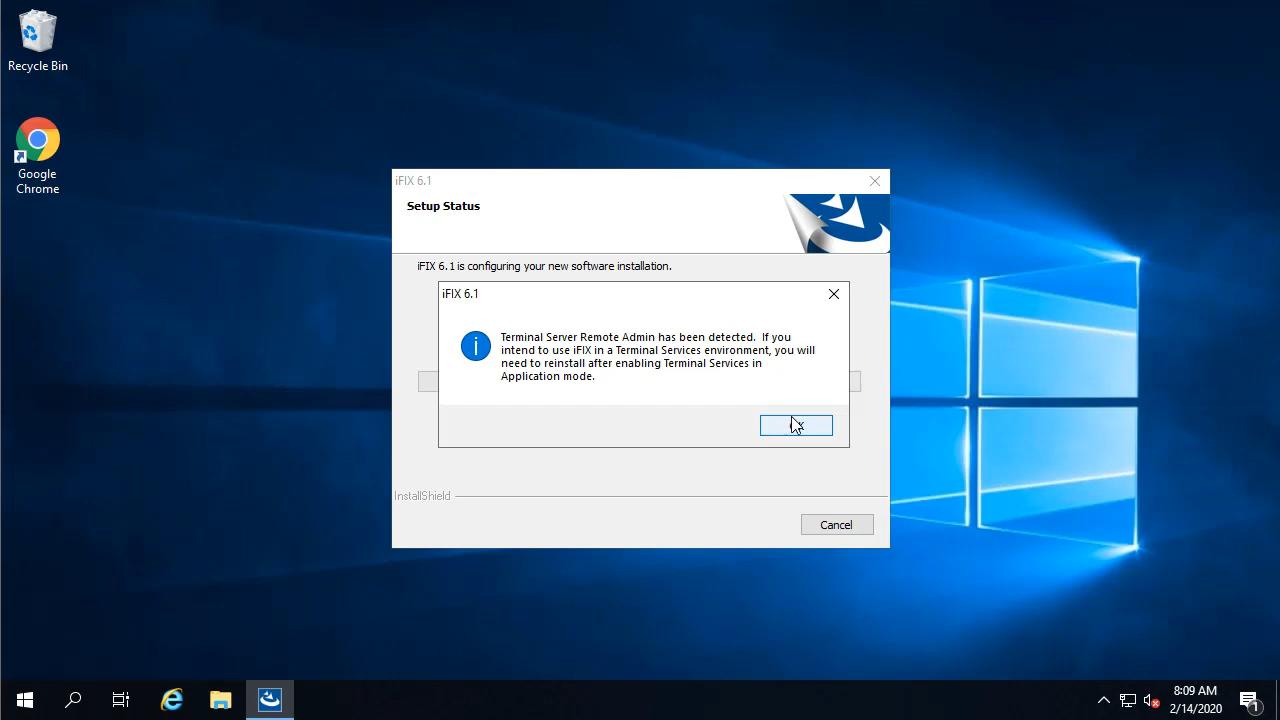 Recycle Bin
Google
Chrome
iFIX 6.1
Setup Status
iFIX 6.1 is configuring your new software installation.
iFIX 6.1
Terminal Server Remote Admin has been detected.  If you
intend to use iFIX in a Terminal Services environment, you will
need to reinstall after enabling Terminal Services in
Application mode.
InstallShield
Cancel
8:09 AM
2/14/2020
1